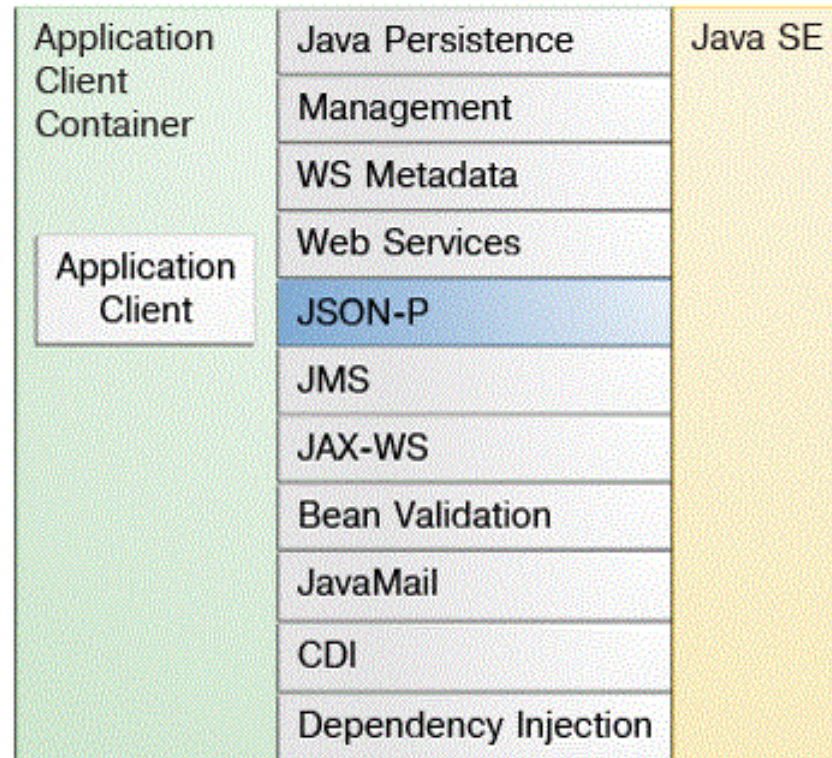 Application
Client
Container
Application
Client
Java Persistence
Management
WS Metadata
Web Services
JSON-P
JMS
JAX-WS
Bean Validation
JavaMail
CDI
Dependency Injection
Java SE